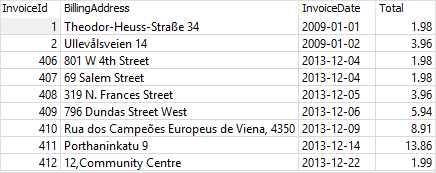 InvoiceId BillingAddress InvoiceDate Total
1 Theodor-Heuss-Straße 34 2009-01-01 1.98
2 Ullevålsveien 14 2009-01-02 3.96
406 801 W 4th Street 2013-12-04 1.98
407 69 Salem Street 2013-12-04 1.98
408 319 N. Frances Street 2013-12-05 3.96
409 796 Dundas Street West 2013-12-06 5.94
410 Rua dos Campeões Europeus de Viena, 4350 2013-12-09 8.91
411 Porthaninkatu 9 2013-12-14 13.86
412 12,Community Centre 2013-12-22 1.99